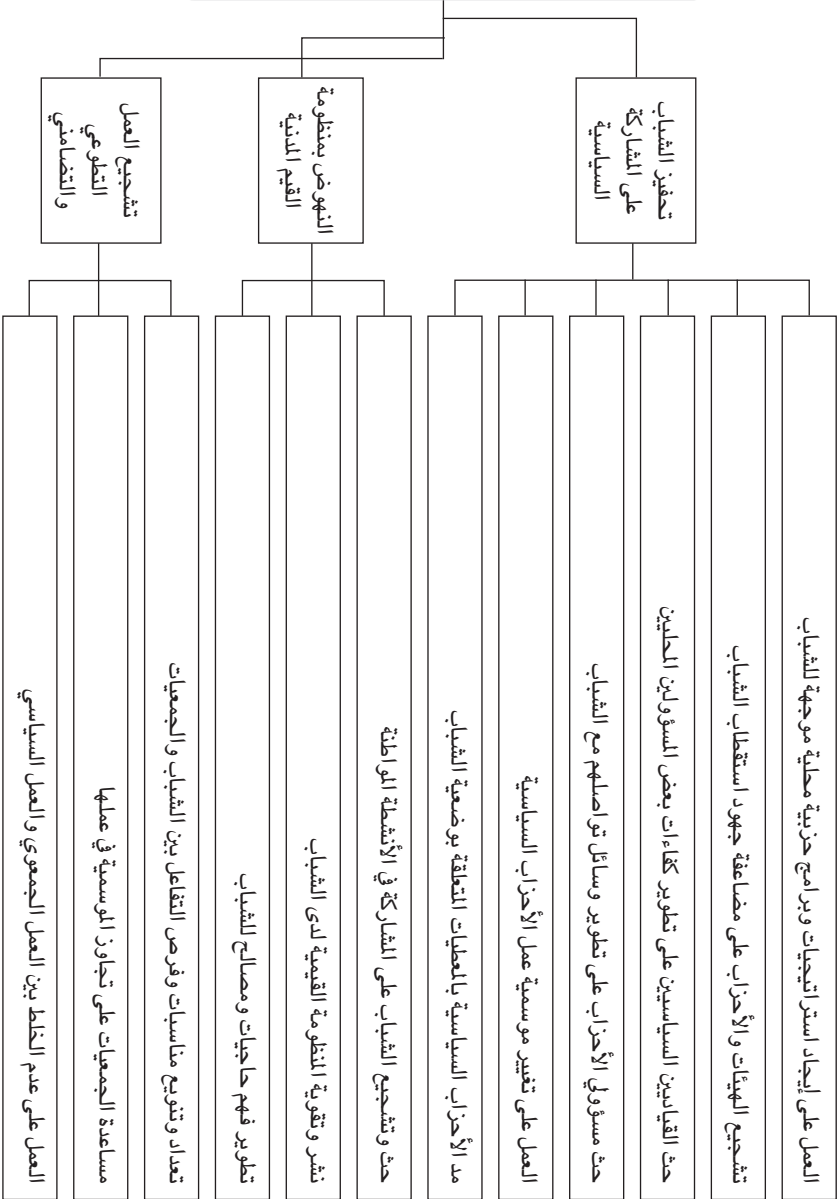 تحفيز الشباب
على المشاركة
السياسية
العمل على إيجاد استراتيجيات وبرامج حزبية محلية موجهة للشباب
تشجيع الهيئات والأحزاب على مضاعفة جهود استقطاب الشباب
حث القياديين السياسيين على تطوير كفاءات بعض المسؤولين المحليين
حث مسؤولي الأحزاب على تطوير وسائل تواصلهم مع الشباب
العمل على تغيير موسمية عمل الأحزاب السياسية
مد الأحزاب السياسية بالمعطيات المتعلقة بوضعية الشباب
النهوض بمنظومة
القيم المدنية
حث وتشجيع الشباب على المشاركة في الأنشطة المواطنة
نشر وتقوية المنظومة القيمية لدى الشباب
تطوير فهم حاجيات ومصالح للشباب
تشجيع العمل
التطوعي
والتضامني
تعداد وتنويع مناسبات وفرص التفاعل بين الشباب والجمعيات
مساعدة الجمعيات على تجاوز الموسمية في عملها
العمل على عدم الخلط بين العمل الجمعوي والعمل السياسي